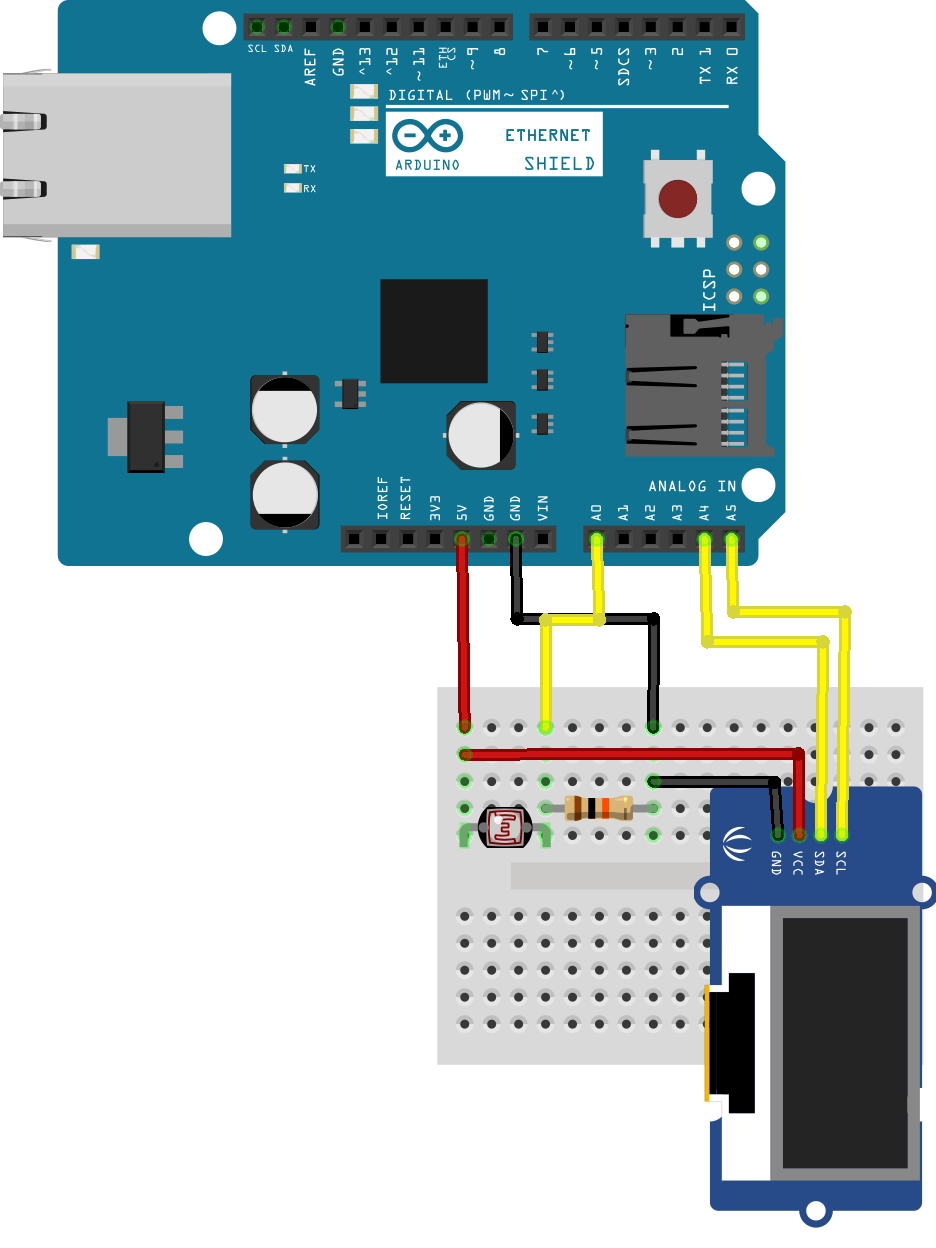 SCL SDA AREF GND ^13 ^12 ~11 ETH CS ~9 8 7 ~6 ~5 SDCS ~3 2 TX 1 RX 0
DIGITAL (PWM~ SPI^)
ETHERNET
ARDUINO SHIELD
TX
RX
ICSP
ANALOG IN
IOREF RESET 3V3 5V GND GND VIN A0 A1 A2 A3 A4 A5
GND VCC SDA SCL